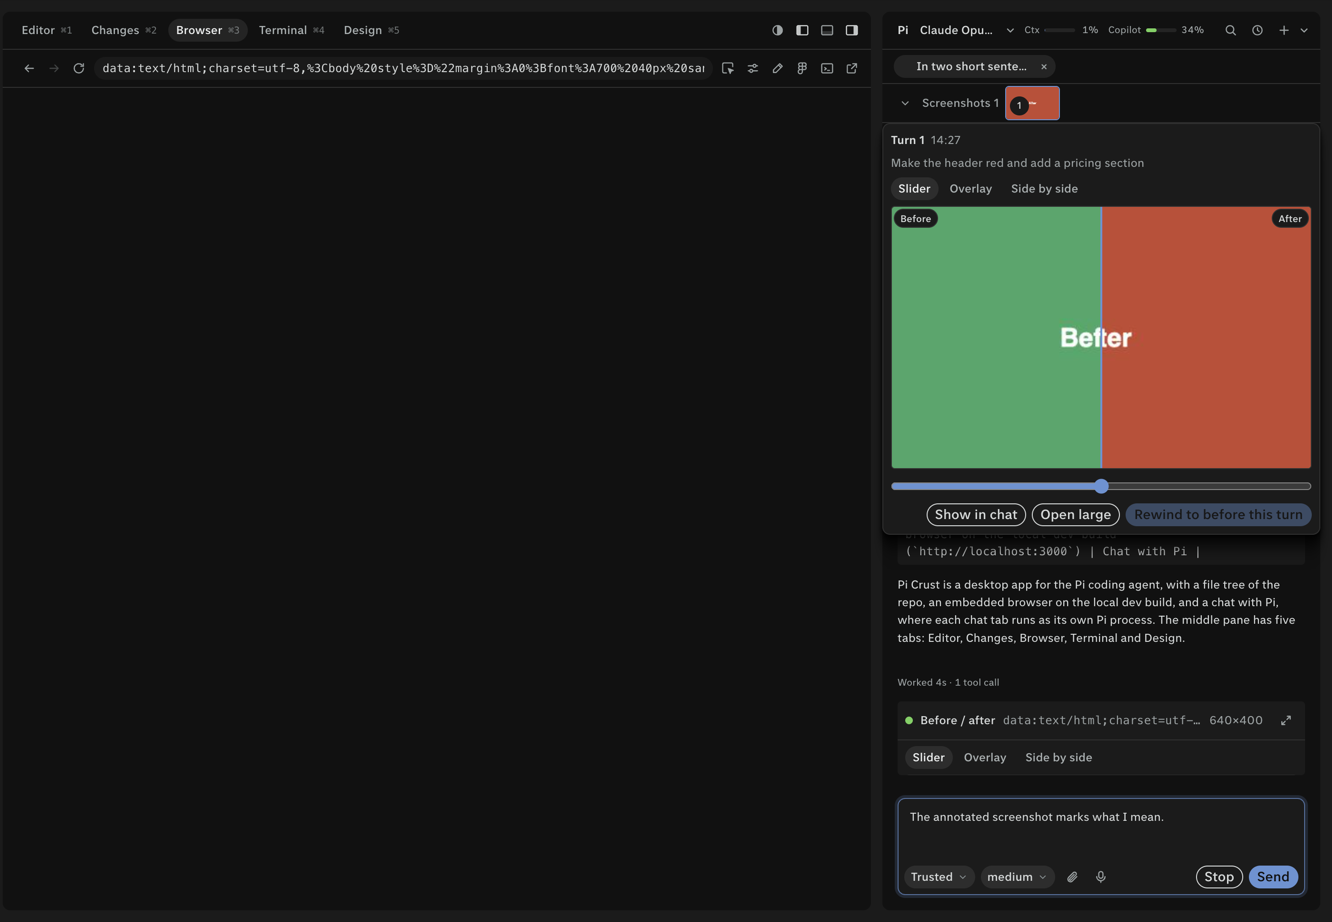 Editor ⌘1 Changes ⌘2 Browser ⌘3 Terminal ⌘4 Design ⌘5
data:text/html;charset=utf-8,%3Cbody%20style%3D%22margin%3A0%3Bfont%3A700%2040px%20sa
Pi Claude Opu... Ctx 1% Copilot 34%
In two short sente... ×
Screenshots 1 1
Turn 1 14:27
Make the header red and add a pricing section
Slider Overlay Side by side
Before After
Befter
Show in chat Open large Rewind to before this turn
browser on the local dev build
(`http://localhost:3000`) | Chat with Pi |
Pi Crust is a desktop app for the Pi coding agent, with a file tree of the
repo, an embedded browser on the local dev build, and a chat with Pi,
where each chat tab runs as its own Pi process. The middle pane has five
tabs: Editor, Changes, Browser, Terminal and Design.
Worked 4s · 1 tool call
Before / after data:text/html;charset=utf-… 640×400
Slider Overlay Side by side
The annotated screenshot marks what I mean.
Trusted medium Stop Send